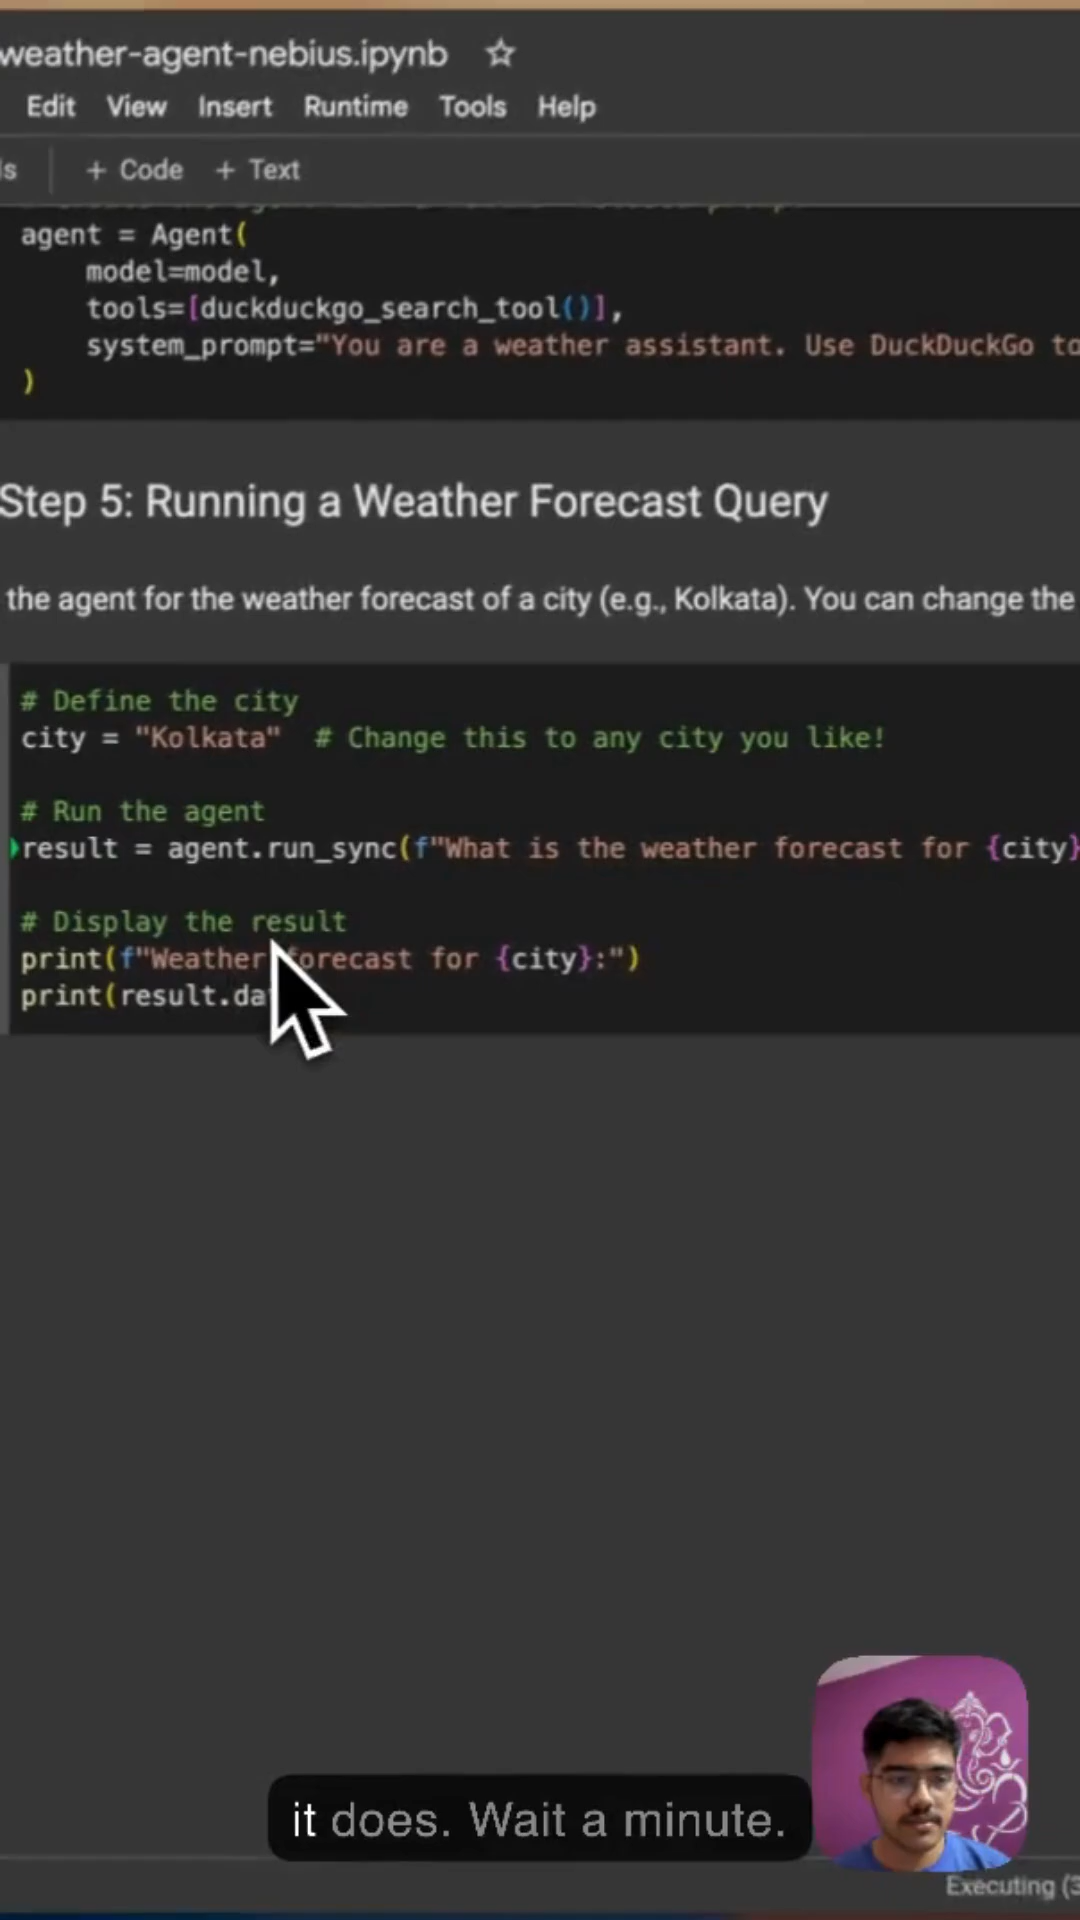 weather-agent-nebius.ipynb
Edit View Insert Runtime Tools Help
+ Code + Text
agent = Agent(
model=model,
tools=[duckduckgo_search_tool()],
system_prompt="You are a weather assistant. Use DuckDuckGo to
)
Step 5: Running a Weather Forecast Query
the agent for the weather forecast of a city (e.g., Kolkata). You can change the
# Define the city
city = "Kolkata" # Change this to any city you like!
# Run the agent
result = agent.run_sync(f"What is the weather forecast for {city}
# Display the result
print(f"Weather forecast for {city}:")
print(result.da
it does. Wait a minute.
Executing (3